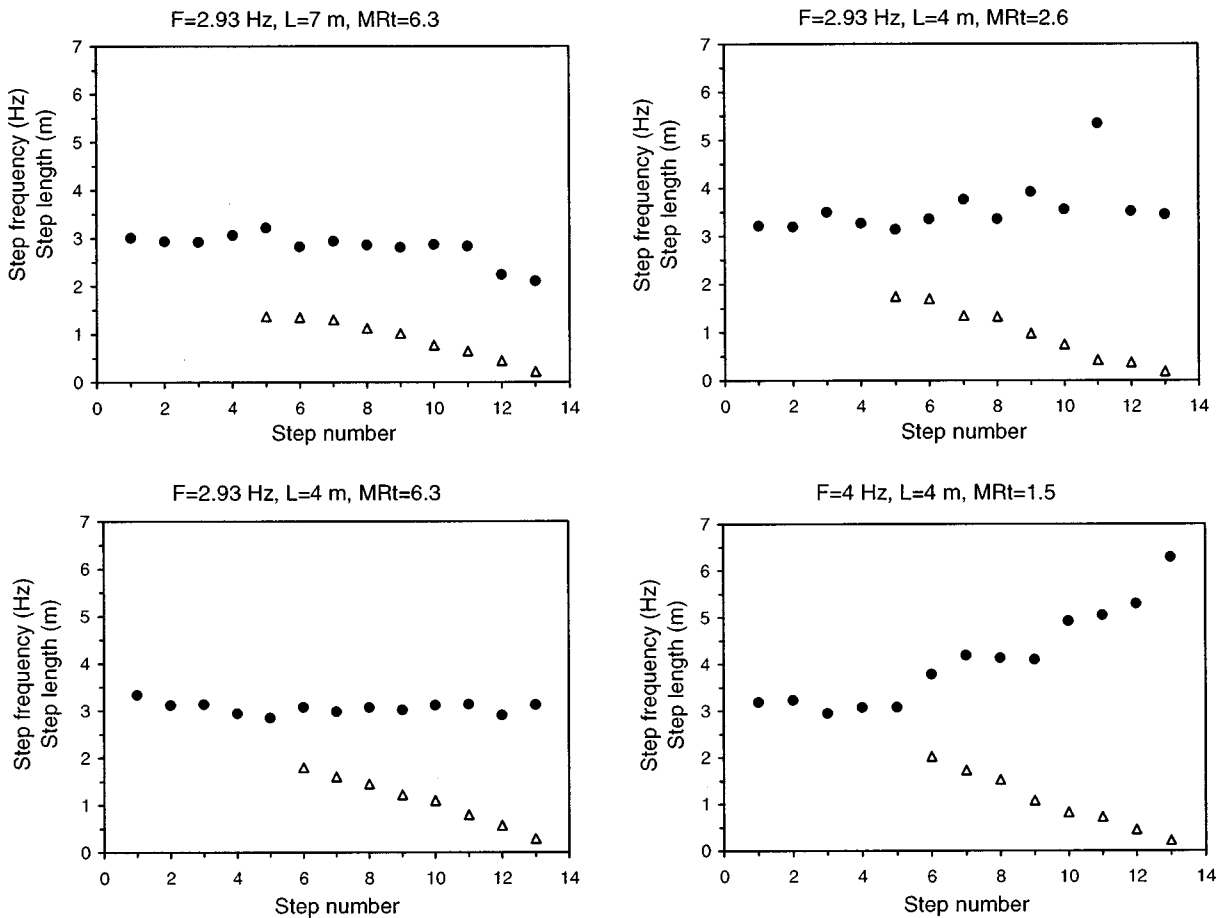 F=2.93 Hz, L=7 m, MRt=6.3
Step frequency (Hz)
Step length (m)
7
6
5
4
3
2
1
0
0 2 4 6 8 10 12 14
Step number
F=2.93 Hz, L=4 m, MRt=2.6
Step frequency (Hz)
Step length (m)
7
6
5
4
3
2
1
0
0 2 4 6 8 10 12 14
Step number
F=2.93 Hz, L=4 m, MRt=6.3
Step frequency (Hz)
Step length (m)
7
6
5
4
3
2
1
0
0 2 4 6 8 10 12 14
Step number
F=4 Hz, L=4 m, MRt=1.5
Step frequency (Hz)
Step length (m)
7
6
5
4
3
2
1
0
0 2 4 6 8 10 12 14
Step number